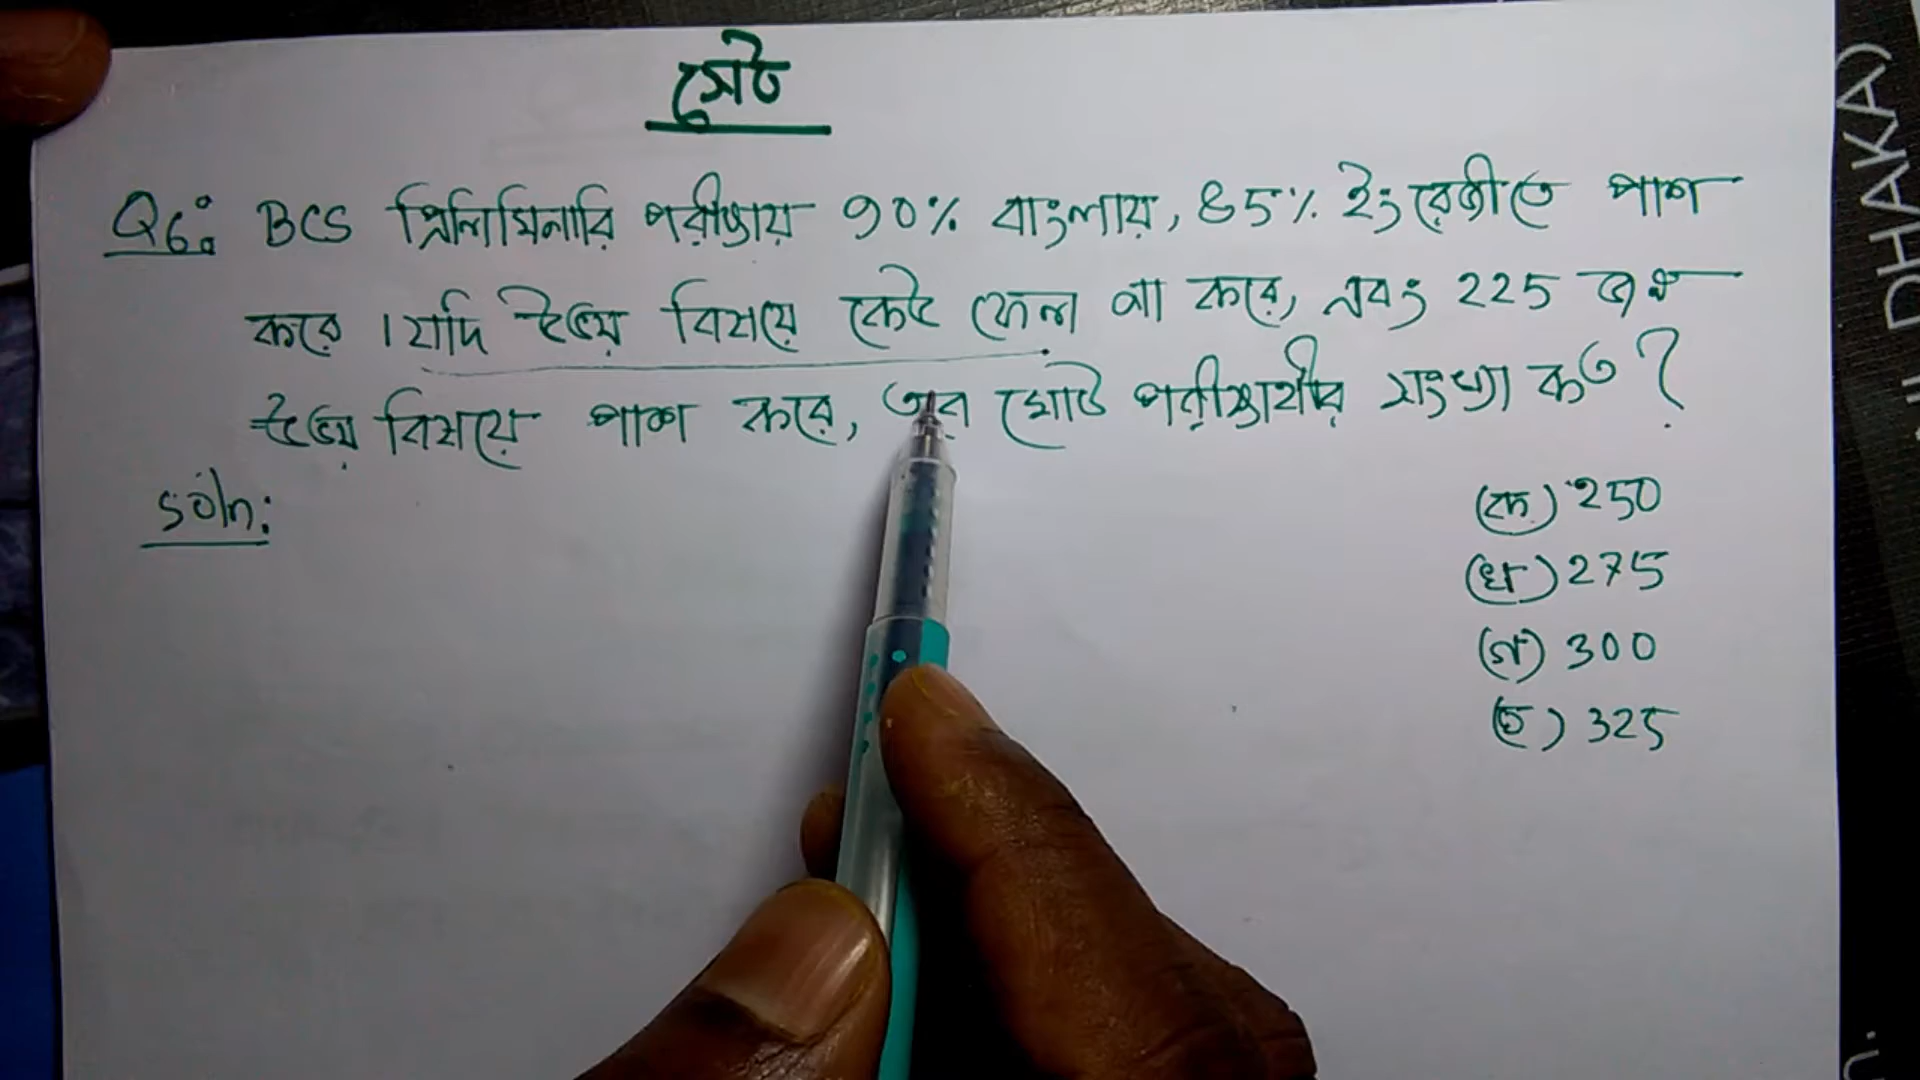 সেট
Q6: BCS প্রিলিমিনারি পরীক্ষায় 90% বাংলায়, 85% ইংরেজীতে পাশ
করে । যদি উভয় বিষয়ে কেউ ফেল না করে, এবং 225 জন
উভয় বিষয়ে পাশ করে, তবে মোট পরীক্ষার্থীর সংখ্যা কত ?
Soln:
(ক) 250
(খ) 275
(গ) 300
(ঘ) 325
DHAKA)